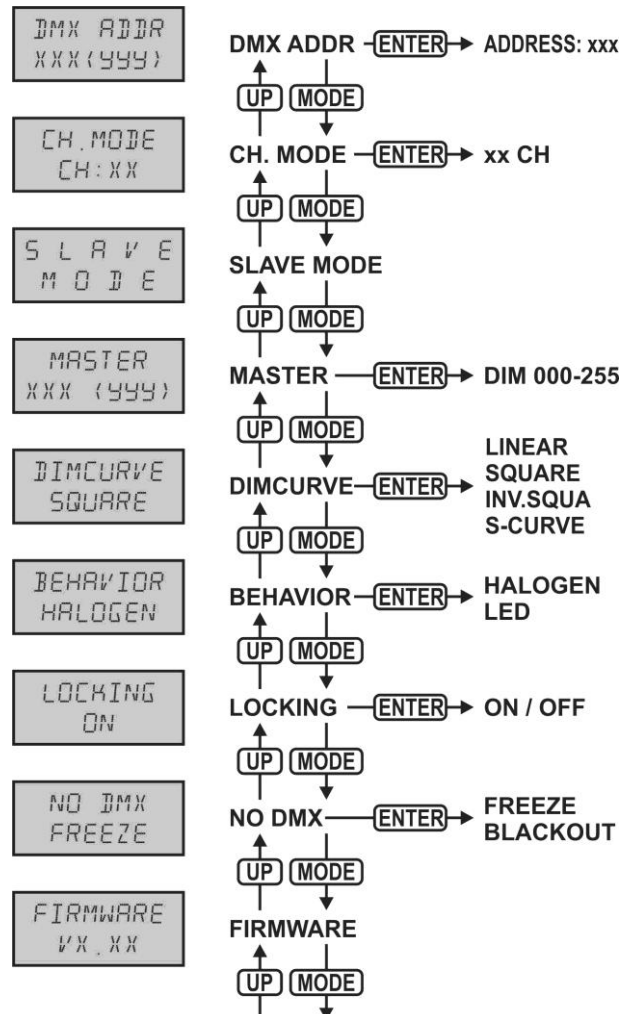 DMX ADDR
XXX(YYY)
DMX ADDR ENTER ADDRESS: xxx
UP MODE
CH.MODE
CH:XX
CH. MODE ENTER xx CH
UP MODE
SLAVE
MODE
SLAVE MODE
UP MODE
MASTER
XXX (YYY)
MASTER ENTER DIM 000-255
UP MODE
DIMCURVE
SQUARE
DIMCURVE ENTER
LINEAR
SQUARE
INV.SQUA
S-CURVE
UP MODE
BEHAVIOR
HALOGEN
BEHAVIOR ENTER
HALOGEN
LED
UP MODE
LOCKING
ON
LOCKING ENTER ON / OFF
UP MODE
NO DMX
FREEZE
NO DMX ENTER
FREEZE
BLACKOUT
UP MODE
FIRMWARE
VX.XX
FIRMWARE
UP MODE